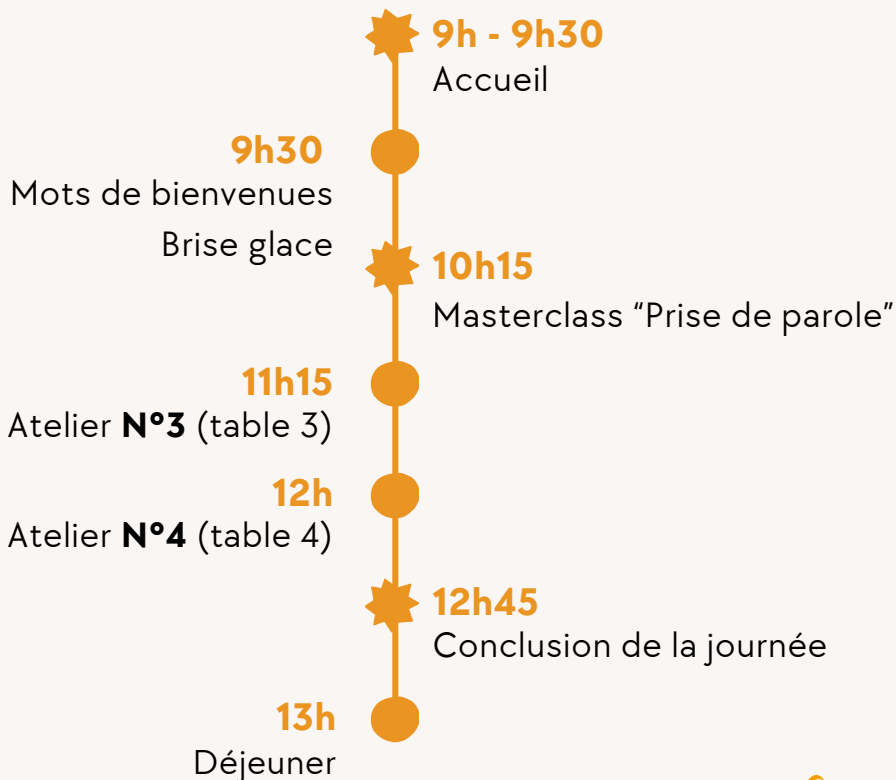 9h - 9h30
Accueil
9h30
Mots de bienvenues
Brise glace
10h15
Masterclass “Prise de parole”
11h15
Atelier N°3 (table 3)
12h
Atelier N°4 (table 4)
12h45
Conclusion de la journée
13h
Déjeuner